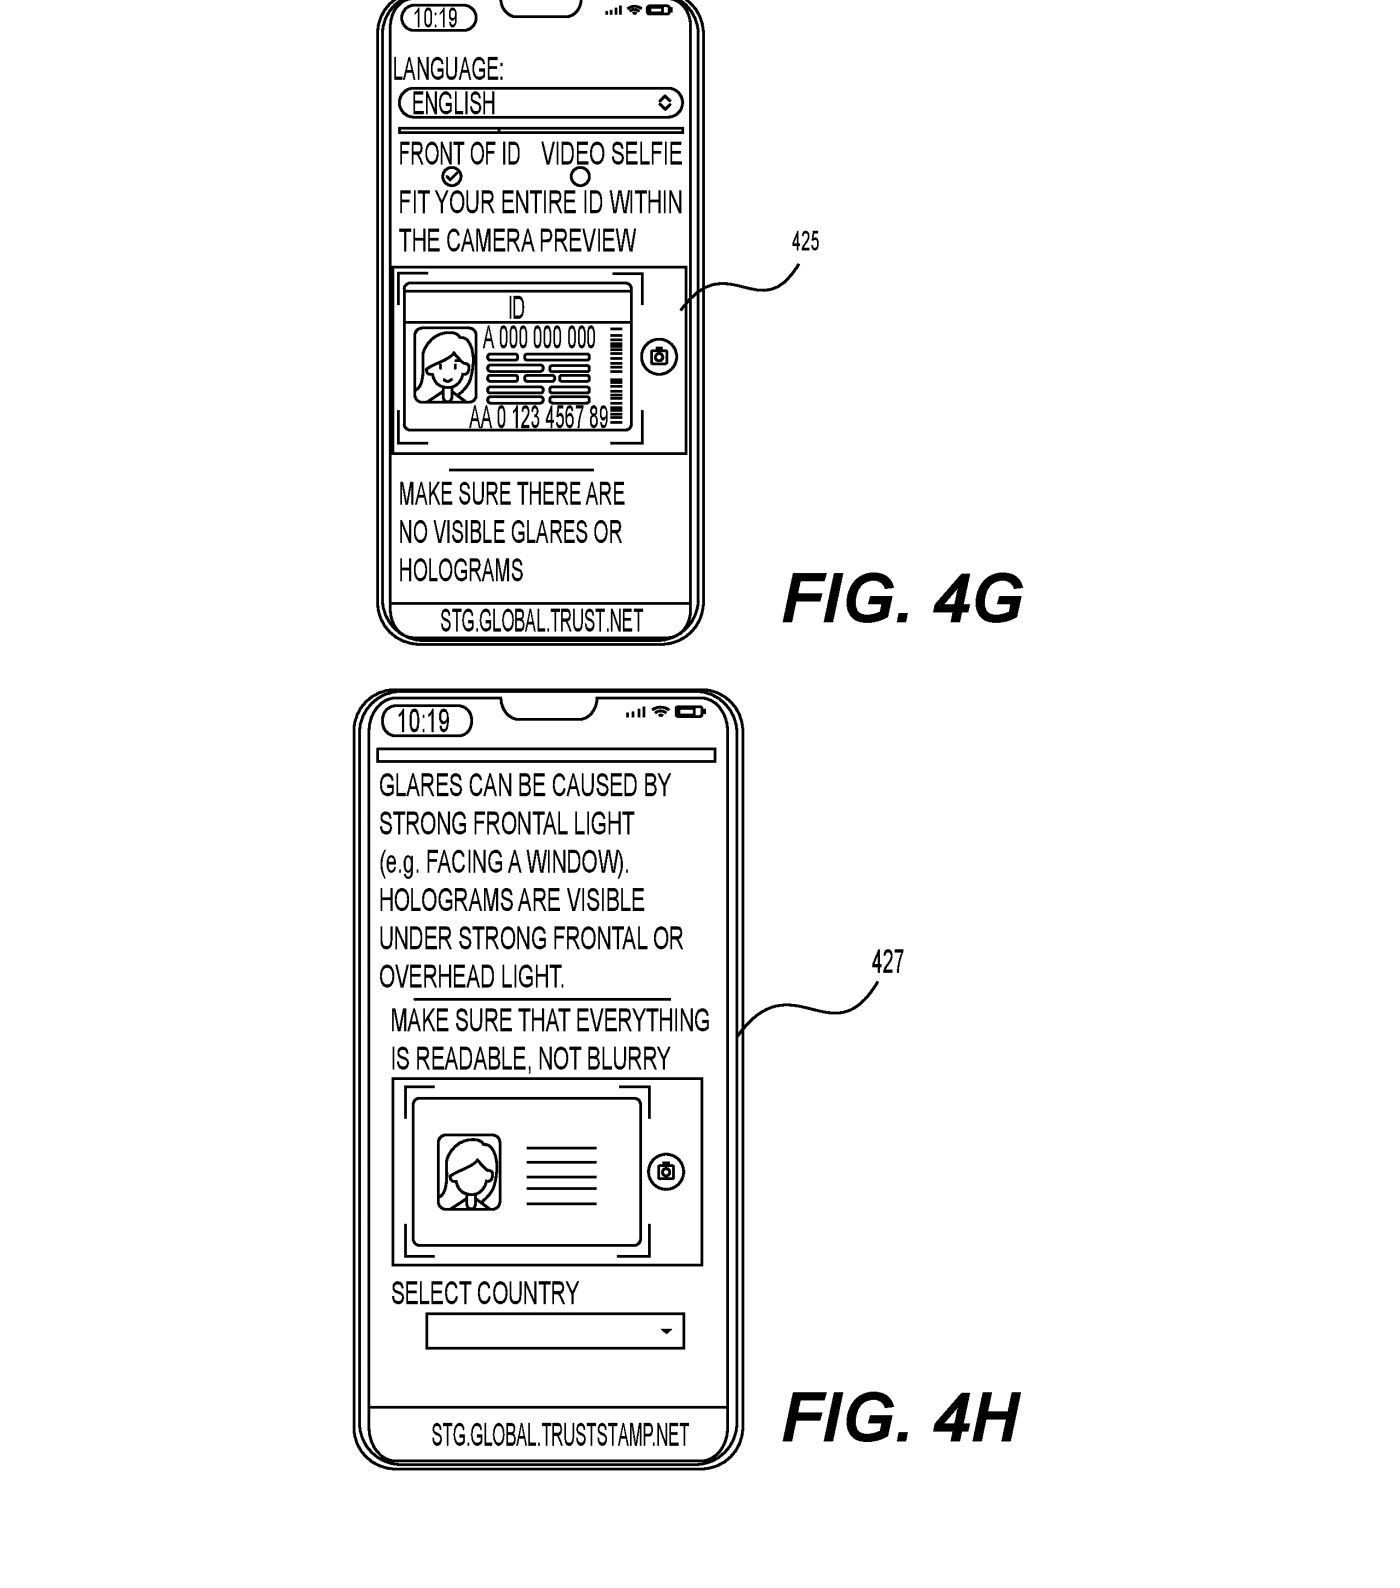 10:19
LANGUAGE:
ENGLISH
FRONT OF ID VIDEO SELFIE
FIT YOUR ENTIRE ID WITHIN
THE CAMERA PREVIEW
425
ID
A 000 000 000
AA 0 123 4567 89
MAKE SURE THERE ARE
NO VISIBLE GLARES OR
HOLOGRAMS
STG.GLOBAL.TRUST.NET
FIG. 4G
10:19
GLARES CAN BE CAUSED BY
STRONG FRONTAL LIGHT
(e.g. FACING A WINDOW).
HOLOGRAMS ARE VISIBLE
UNDER STRONG FRONTAL OR
OVERHEAD LIGHT.
427
MAKE SURE THAT EVERYTHING
IS READABLE, NOT BLURRY
SELECT COUNTRY
STG.GLOBAL.TRUSTSTAMP.NET
FIG. 4H